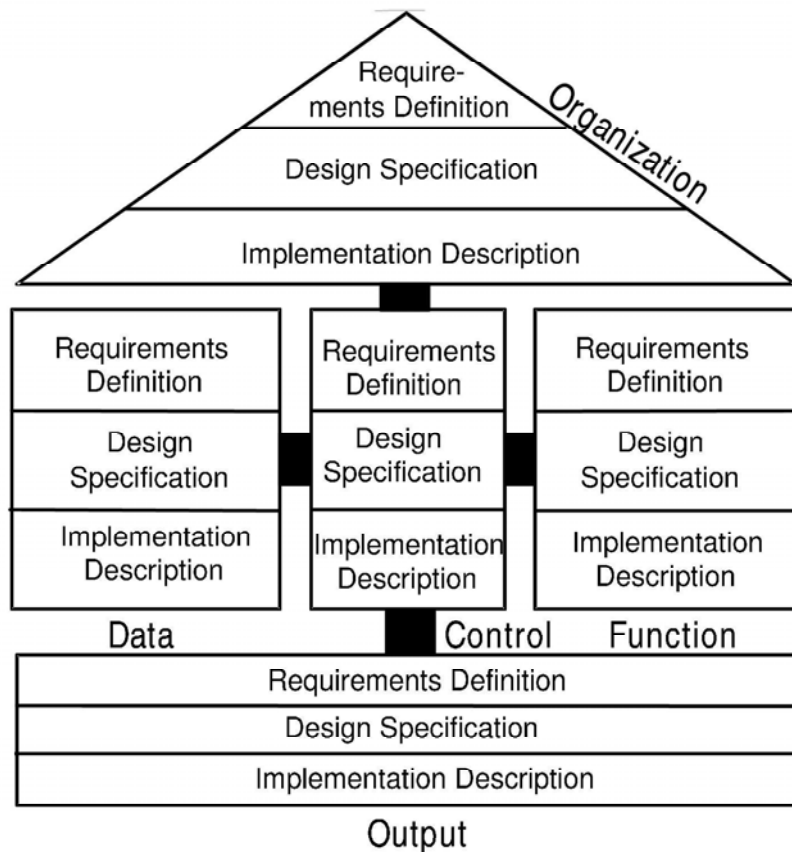 Require-
ments Definition
Organization
Design Specification
Implementation Description
Requirements
Definition
Design
Specification
Implementation
Description
Data
Requirements
Definition
Design
Specification
Implementation
Description
Control
Requirements
Definition
Design
Specification
Implementation
Description
Function
Requirements Definition
Design Specification
Implementation Description
Output